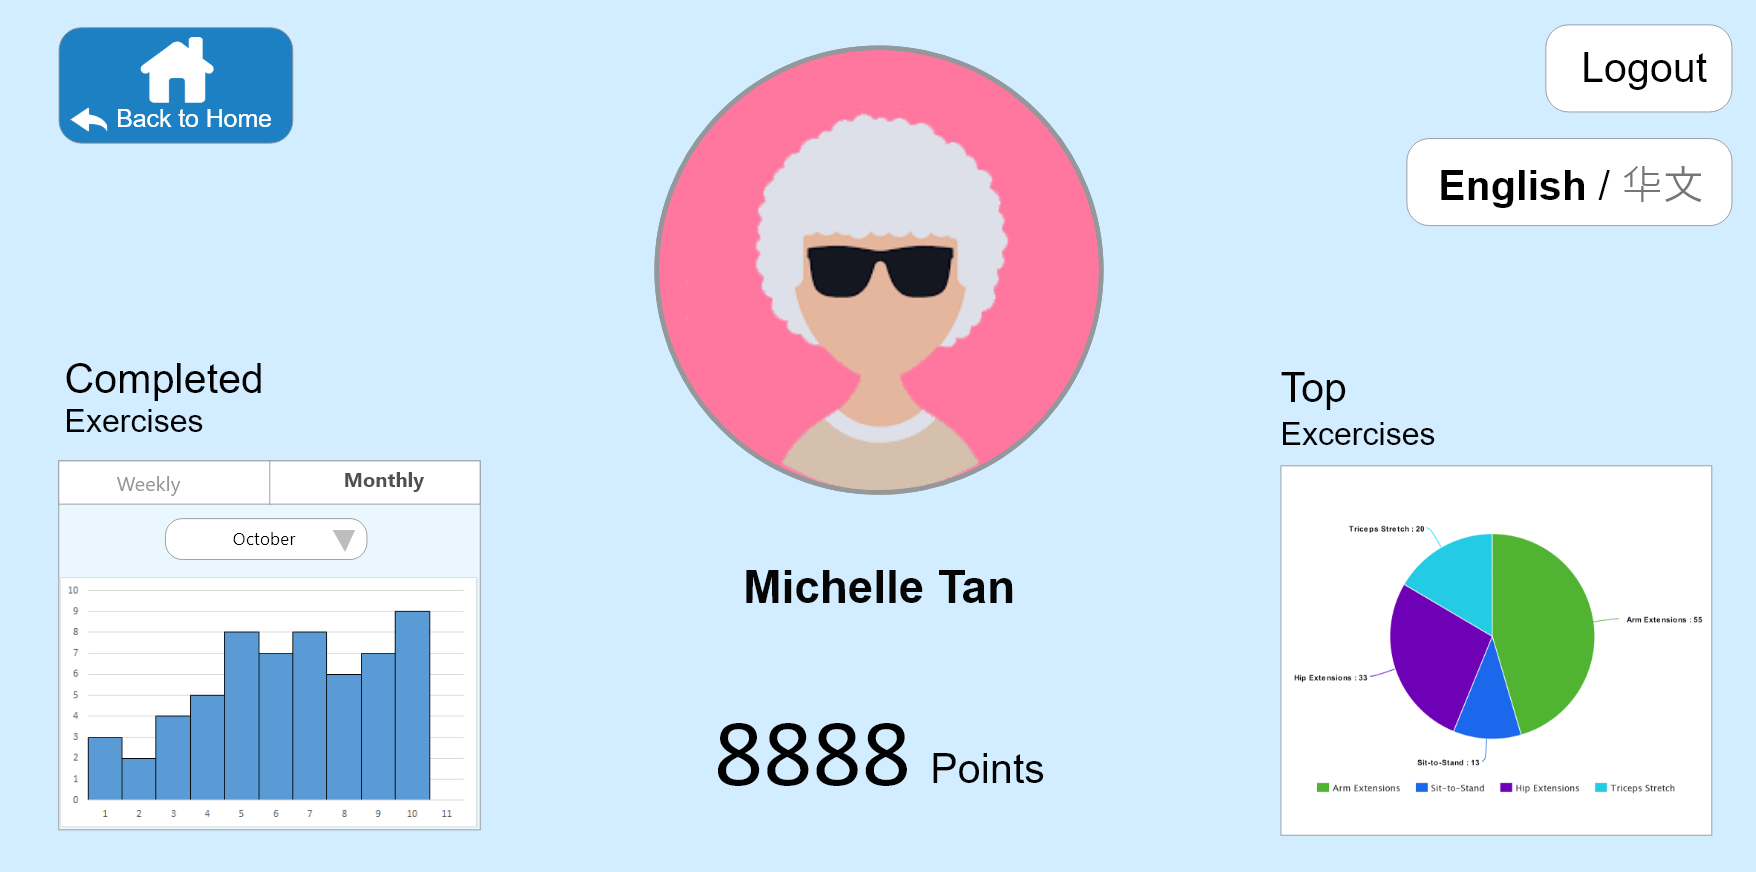 Back to Home
Logout
English / 华文
Completed
Exercises
Weekly
Monthly
October
10
9
8
7
6
5
4
3
2
1
0
1 2 3 4 5 6 7 8 9 10 11
Michelle Tan
8888 Points
Top
Excercises
Triceps Stretch : 20
Arm Extensions : 55
Hip Extensions : 33
Sit-to-Stand : 13
Arm Extensions Sit-to-Stand Hip Extensions Triceps Stretch